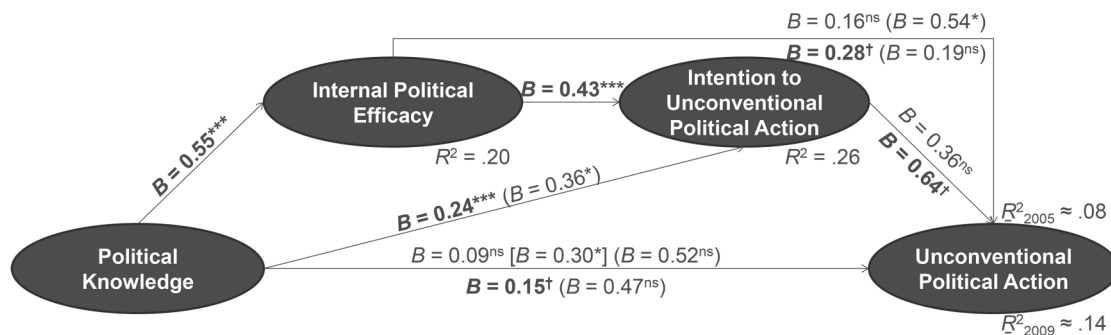 B = 0.16ⁿˢ (B = 0.54*)
B = 0.28† (B = 0.19ⁿˢ)
Internal Political
Efficacy
B = 0.43***
Intention to
Unconventional
Political Action
R² = .20
R² = .26
B = 0.55***
B = 0.36ⁿˢ
B = 0.64†
B = 0.24*** (B = 0.36*)
R²₂₀₀₅ ≈ .08
Political
Knowledge
B = 0.09ⁿˢ [B = 0.30*] (B = 0.52ⁿˢ)
B = 0.15† (B = 0.47ⁿˢ)
Unconventional
Political Action
R²₂₀₀₉ ≈ .14